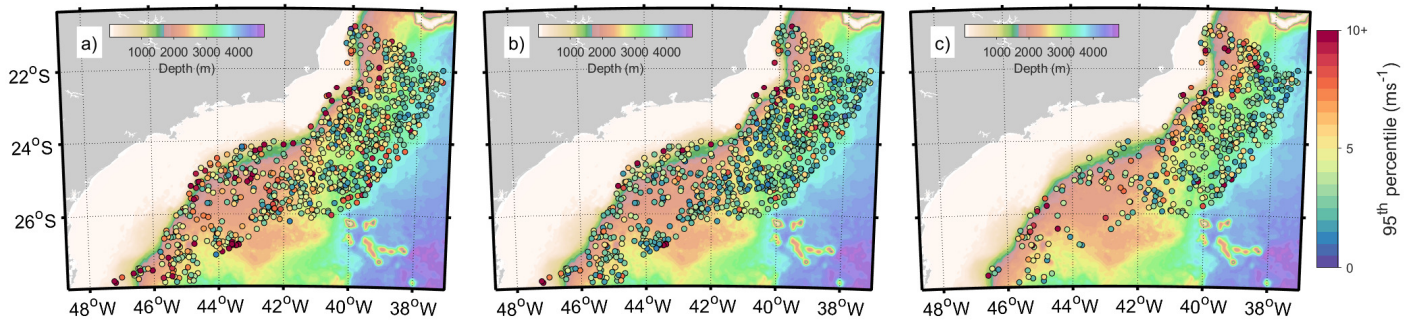 a)
1000 2000 3000 4000
Depth (m)
b)
1000 2000 3000 4000
Depth (m)
c)
1000 2000 3000 4000
Depth (m)
22°S
24°S
26°S
48°W 46°W 44°W 42°W 40°W 38°W
48°W 46°W 44°W 42°W 40°W 38°W
48°W 46°W 44°W 42°W 40°W 38°W
10+
5
0
95th percentile (ms-1)